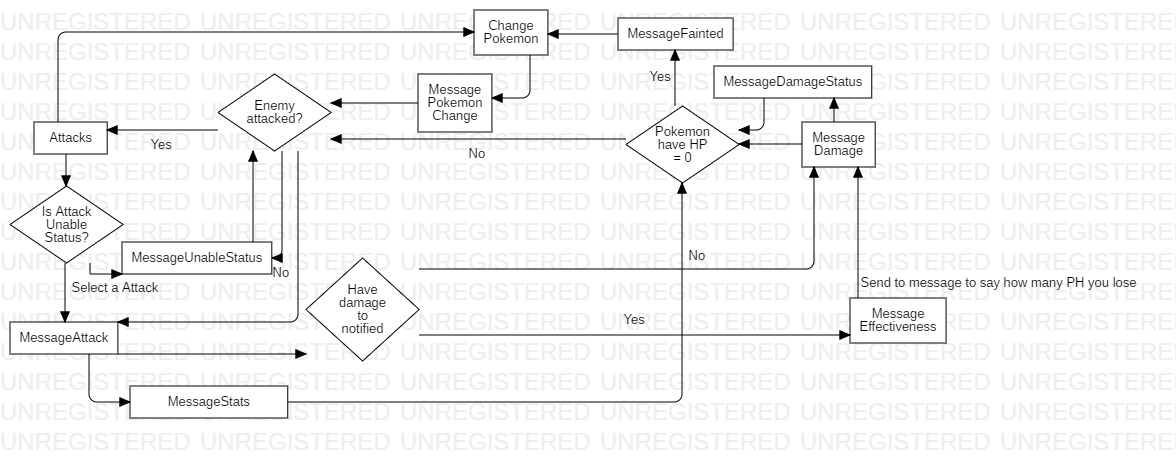 UNREGISTERED UNREGISTERED UNREGISTERED UNREGISTERED UNREGISTERED UNREGISTERED
Change
Pokemon
MessageFainted
Yes
MessageDamageStatus
Message
Pokemon
Change
Enemy
attacked?
Attacks
Yes
Pokemon
have HP
= 0
Message
Damage
No
Is Attack
Unable
Status?
MessageUnableStatus
No
No
Select a Attack
Have
damage
to
notified
Send to message to say how many PH you lose
Message
Effectiveness
Yes
MessageAttack
MessageStats